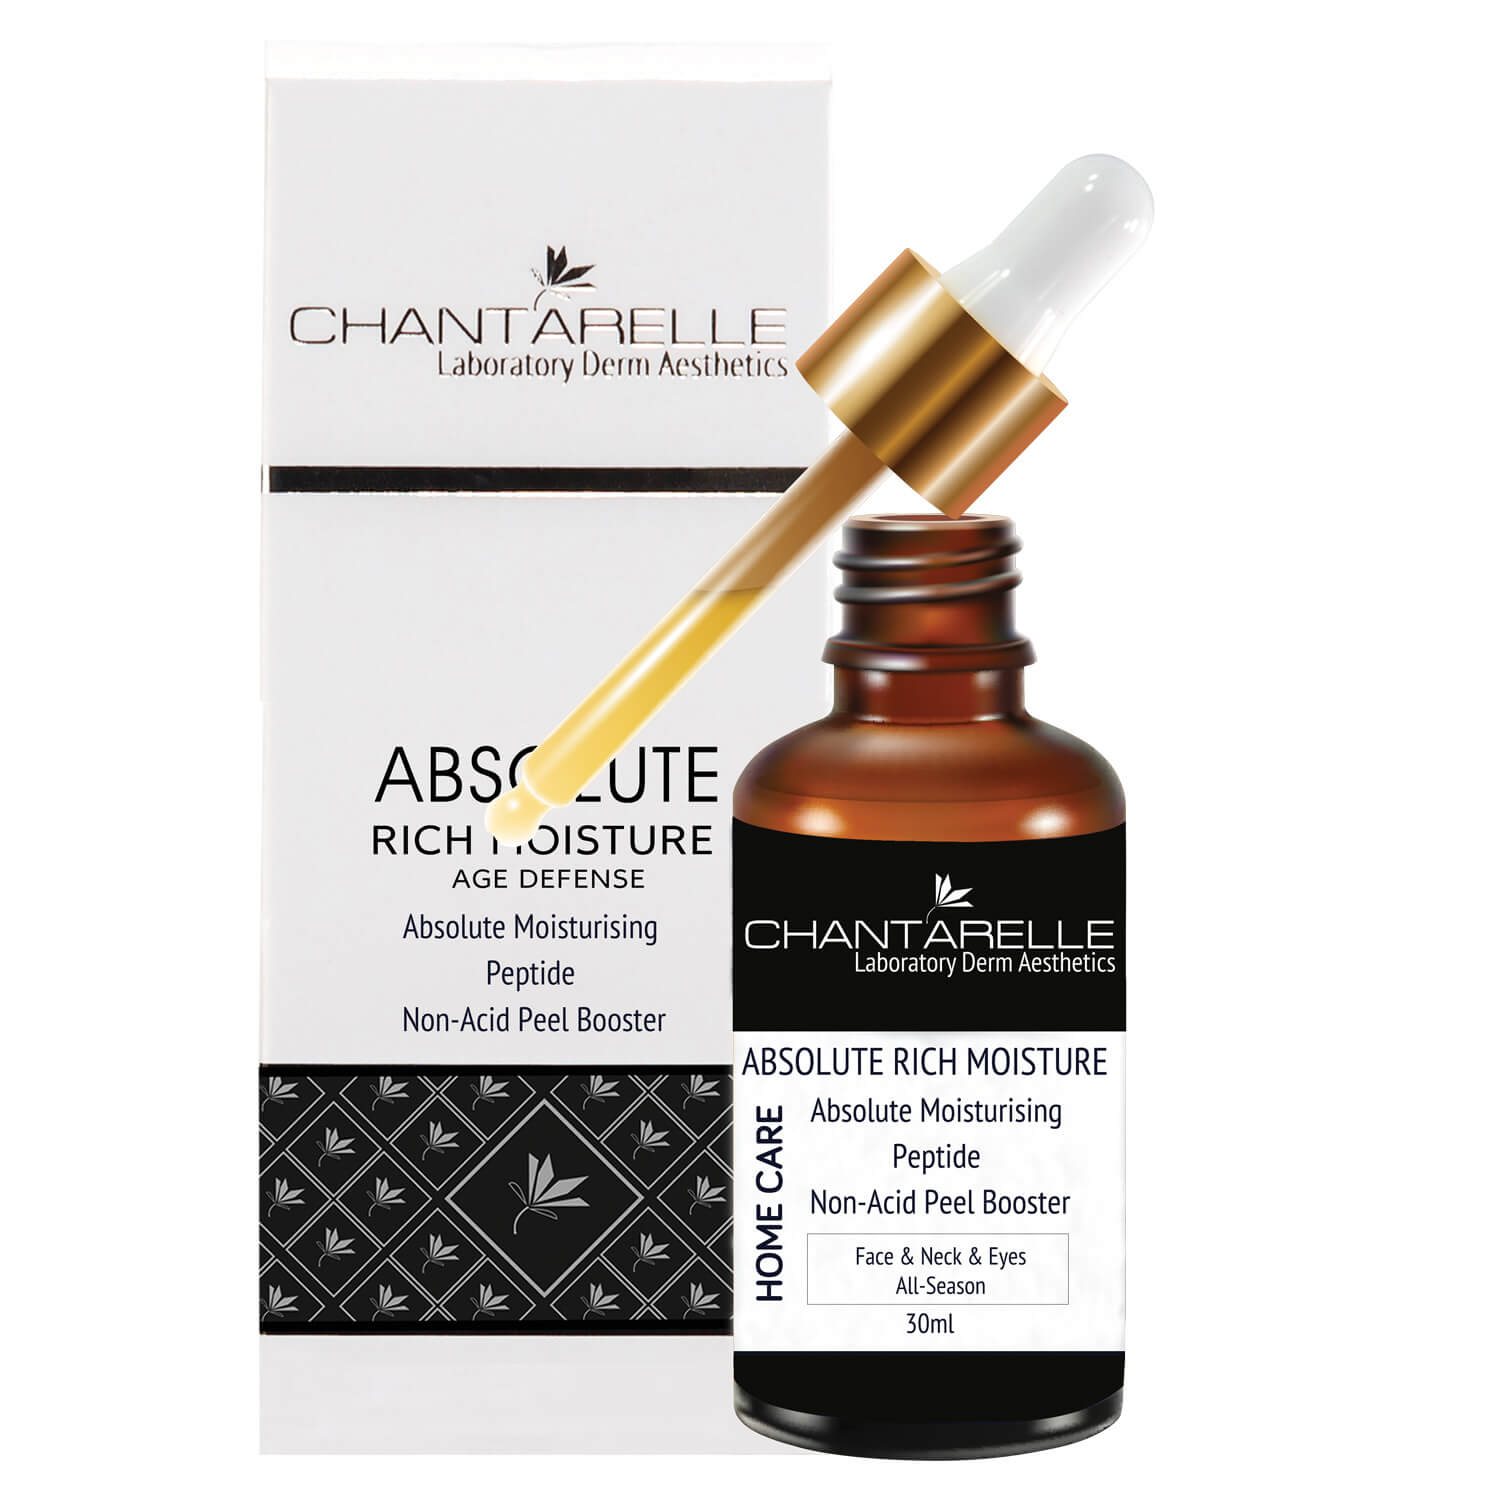 CHANTARELLE
Laboratory Derm Aesthetics
ABSOLUTE
RICH MOISTURE
AGE DEFENSE
Absolute Moisturising
Peptide
Non-Acid Peel Booster
CHANTARELLE
Laboratory Derm Aesthetics
ABSOLUTE RICH MOISTURE
HOME CARE
Absolute Moisturising
Peptide
Non-Acid Peel Booster
Face & Neck & Eyes
All-Season
30ml